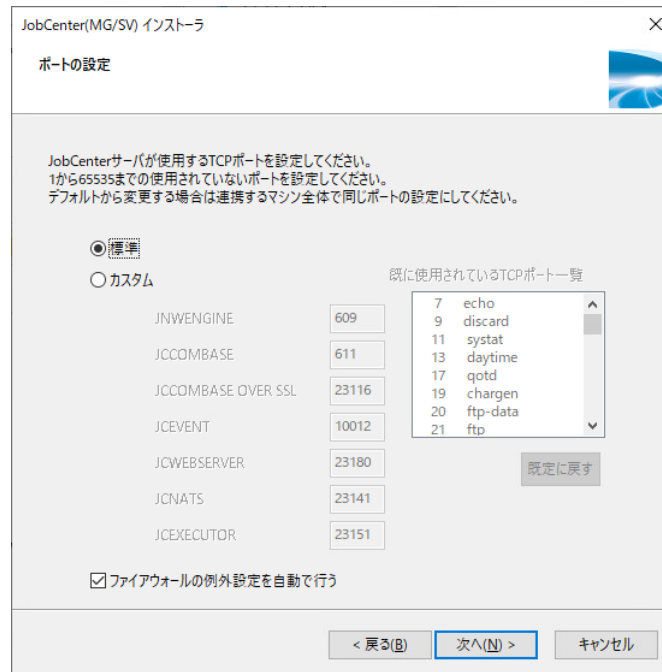 JobCenter(MG/SV) インストーラ
ポートの設定
JobCenterサーバが使用するTCPポートを設定してください。
1から65535までの使用されていないポートを設定してください。
デフォルトから変更する場合は連携するマシン全体で同じポートの設定にしてください。
標準
カスタム
既に使用されているTCPポート一覧
JNWENGINE 609
JCCOMBASE 611
JCCOMBASE OVER SSL 23116
JCEVENT 10012
JCWEBSERVER 23180
JCNATS 23141
JCEXECUTOR 23151
7 echo
9 discard
11 systat
13 daytime
17 qotd
19 chargen
20 ftp-data
21 ftp
既定に戻す
ファイアウォールの例外設定を自動で行う
< 戻る(B)
次へ(N) >
キャンセル